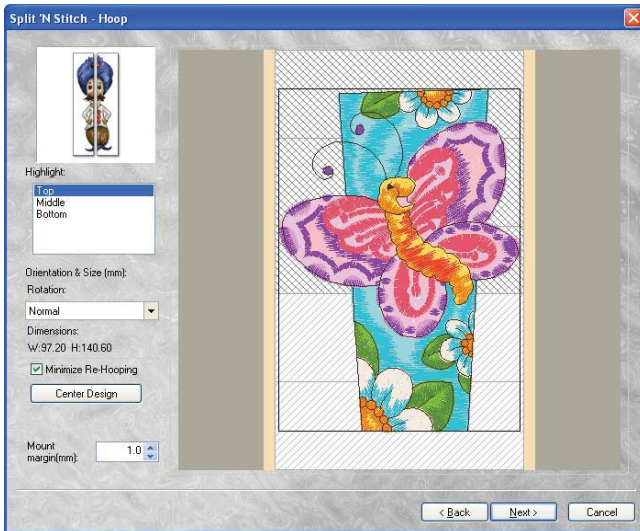 Split 'N Stitch - Hoop
Highlight:
Top
Middle
Bottom
Orientation & Size (mm):
Rotation:
Normal
Dimensions:
W:97.20 H:140.60
Minimize Re-Hooping
Center Design
Mount
margin(mm):
1.0
< Back
Next >
Cancel